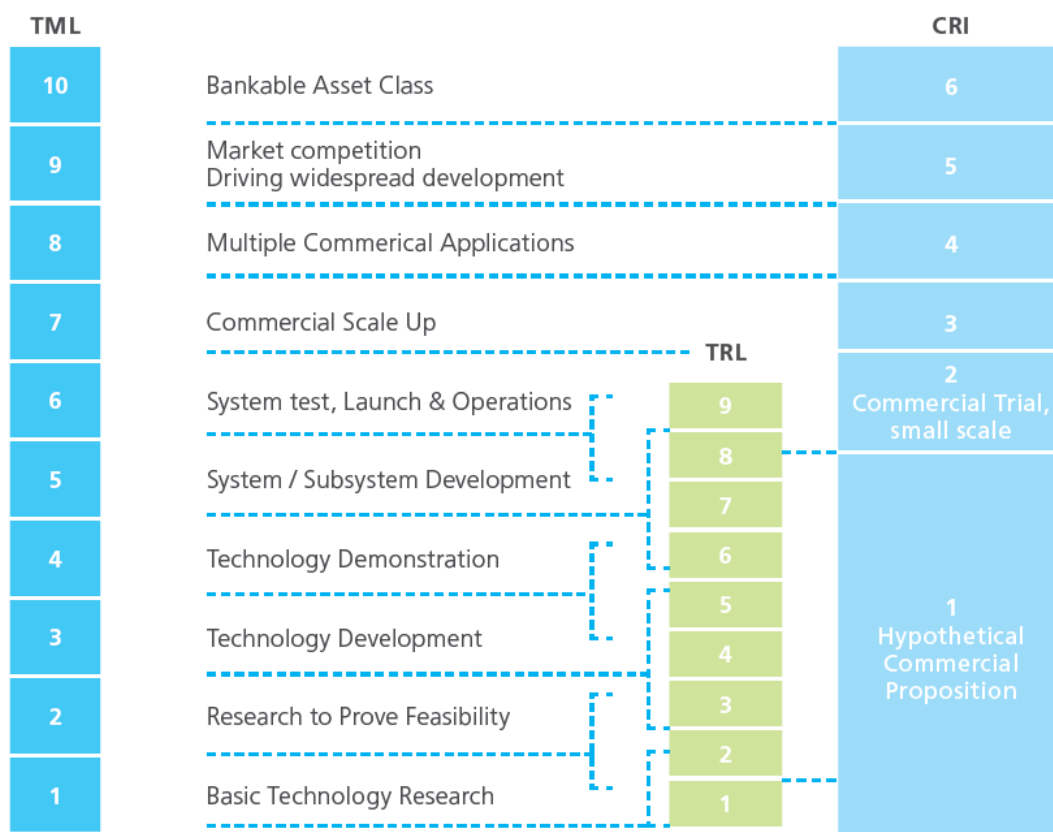 TML
CRI
10
Bankable Asset Class
6
9
Market competition
Driving widespread development
5
8
Multiple Commerical Applications
4
7
Commercial Scale Up
3
TRL
6
System test, Launch & Operations
9
2
Commercial Trial,
small scale
8
5
System / Subsystem Development
7
4
Technology Demonstration
6
5
3
Technology Development
4
1
Hypothetical
Commercial
Proposition
2
Research to Prove Feasibility
3
2
1
Basic Technology Research
1